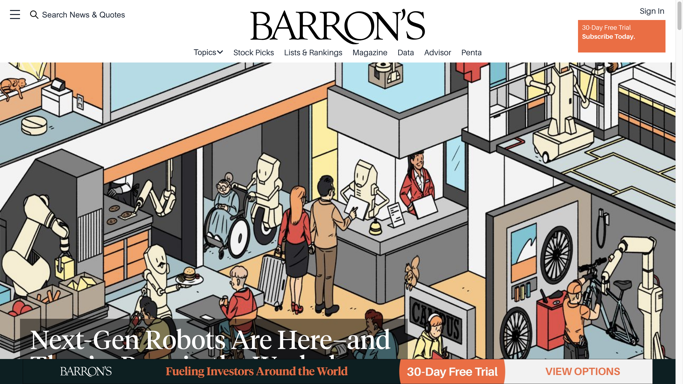 Search News & Quotes
BARRON'S
Sign In
30-Day Free Trial
Subscribe Today.
Topics
Stock Picks
Lists & Rankings
Magazine
Data
Advisor
Penta
Next-Gen Robots Are Here—and
BARRON'S
Fueling Investors Around the World
30-Day Free Trial
VIEW OPTIONS